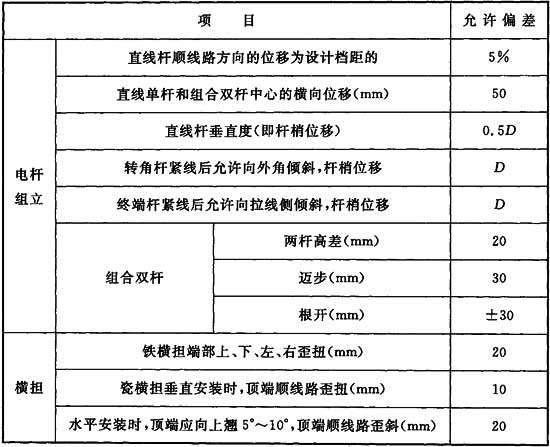 项 目 允许偏差
电杆组立 直线杆顺线路方向的位移为设计档距的 5%
直线单杆和组合双杆中心的横向位移(mm) 50
直线杆垂直度(即杆梢位移) 0.5D
转角杆紧线后允许向外角倾斜,杆梢位移 D
终端杆紧线后允许向拉线侧倾斜,杆梢位移 D
组合双杆 两杆高差(mm) 20
迈步(mm) 30
根开(mm) ±30
横担 铁横担端部上、下、左、右歪扭(mm) 20
瓷横担垂直安装时,顶端顺线路歪扭(mm) 10
水平安装时,顶端应向上翘5°～10°,顶端顺线路歪斜(mm) 20